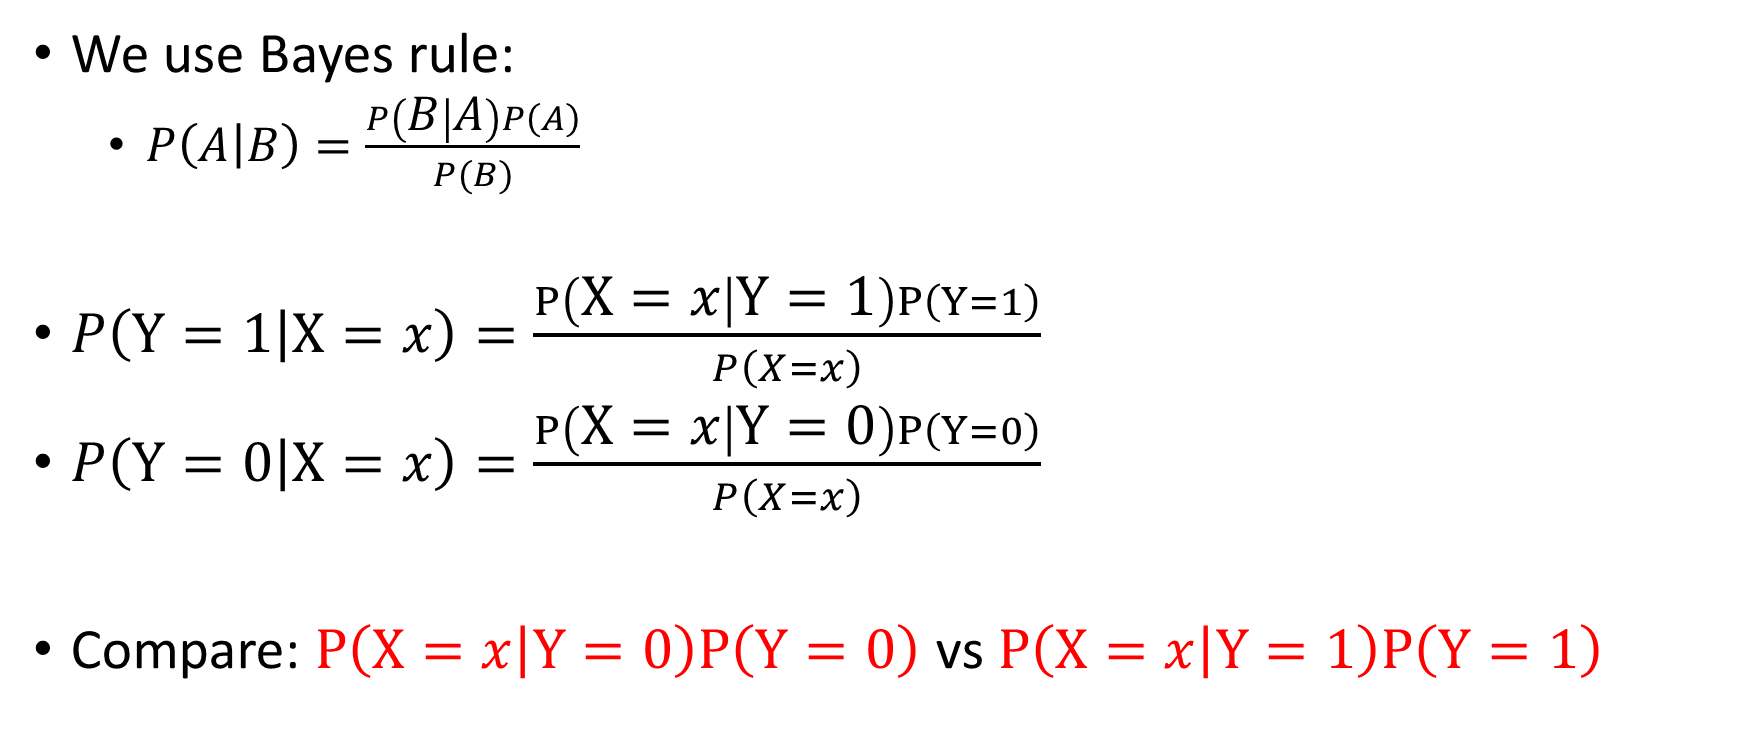 • We use Bayes rule:
• P(A|B) = P(B|A)P(A) / P(B)
• P(Y = 1|X = x) = P(X = x|Y = 1)P(Y=1) / P(X=x)
• P(Y = 0|X = x) = P(X = x|Y = 0)P(Y=0) / P(X=x)
• Compare: P(X = x|Y = 0)P(Y = 0) vs P(X = x|Y = 1)P(Y = 1)